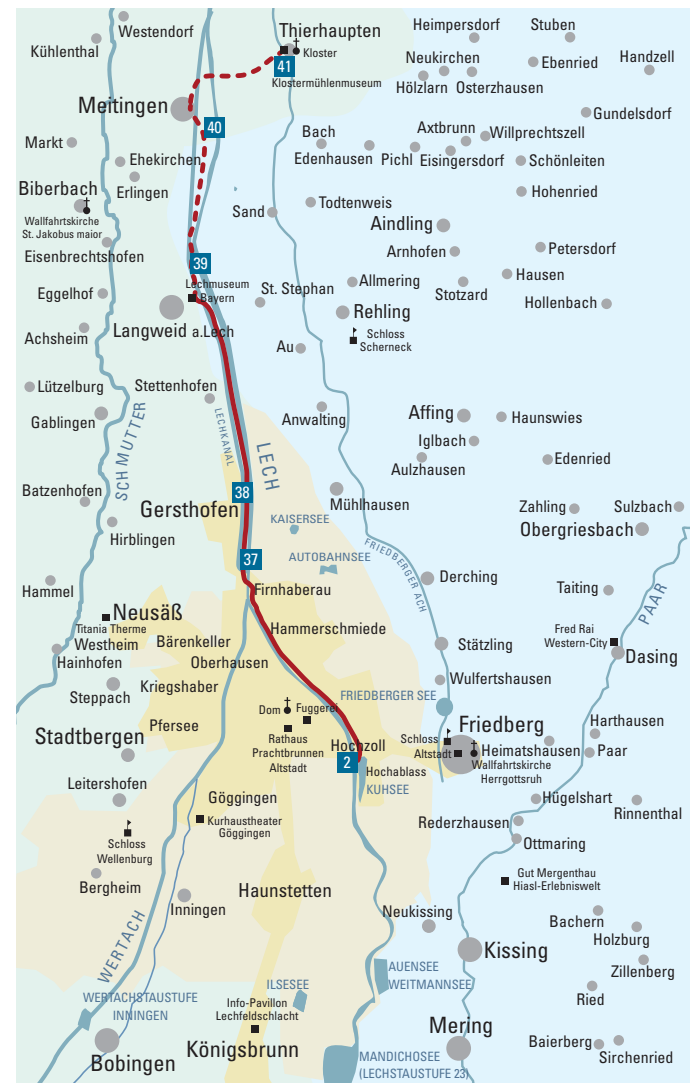 Westendorf
Kühlenthal
Thierhaupten
Kloster
41
Klostermühlenmuseum
Heimpersdorf
Stuben
Neukirchen
Ebenried
Handzell
Hölzlarn
Osterzhausen
Meitingen
40
Gundelsdorf
Markt
Bach
Axtbrunn
Willprechtszell
Edenhausen
Pichl
Eisingersdorf
Schönleiten
Ehekirchen
Erlingen
Biberbach
Wallfahrtskirche
St. Jakobus maior
Hohenried
Sand
Todtenweis
Aindling
Eisenbrechtshofen
Arnhofen
Petersdorf
39
Lechmuseum
Bayern
St. Stephan
Allmering
Stotzard
Hausen
Hollenbach
Eggelhof
Langweid a.Lech
Rehling
Schloss
Scherneck
Achsheim
Au
Lützelburg
Stettenhofen
Gablingen
SCHMUTTER
LECHKANAL
LECH
Anwalting
Affing
Haunswies
Iglbach
Aulzhausen
Edenried
Batzenhofen
38
Gersthofen
Mühlhausen
Zahling
Sulzbach
Obergriesbach
KAISERSEE
Hirblingen
37
AUTOBAHNSEE
FRIEDBERGER ACH
Derching
Taiting
PAAR
Hammel
Firnhaberau
Neusäß
Titania Therme
Westheim
Hainhofen
Bärenkeller
Hammerschmiede
Stätzling
Fred Rai
Western-City
Dasing
Oberhausen
Steppach
Kriegshaber
Wulfertshausen
FRIEDBERGER SEE
Dom
Fuggerei
Pfersee
Rathaus
Prachtbrunnen
Altstadt
Hochzoll
Schloss
Altstadt
Friedberg
Heimatshausen
Wallfahrtskirche
Herrgottsruh
Harthausen
Paar
Stadtbergen
2
Hochablass
KUHSEE
Leitershofen
Göggingen
Kurhaustheater
Göggingen
Hügelshart
Rinnenthal
Rederzhausen
Ottmaring
Schloss
Wellenburg
Bergheim
Haunstetten
Gut Mergenthau
Hiasl-Erlebniswelt
Inningen
Neukissing
Bachern
Holzburg
Kissing
Zillenberg
WERTACH
AUENSEE
WEITMANNSEE
Ried
WERTACHSTAUSTUFE
INNINGEN
ILSESEE
Info-Pavillon
Lechfeldschlacht
Mering
Bobingen
Königsbrunn
MANDICHOSEE
(LECHSTAUSTUFE 23)
Baierberg
Sirchenried